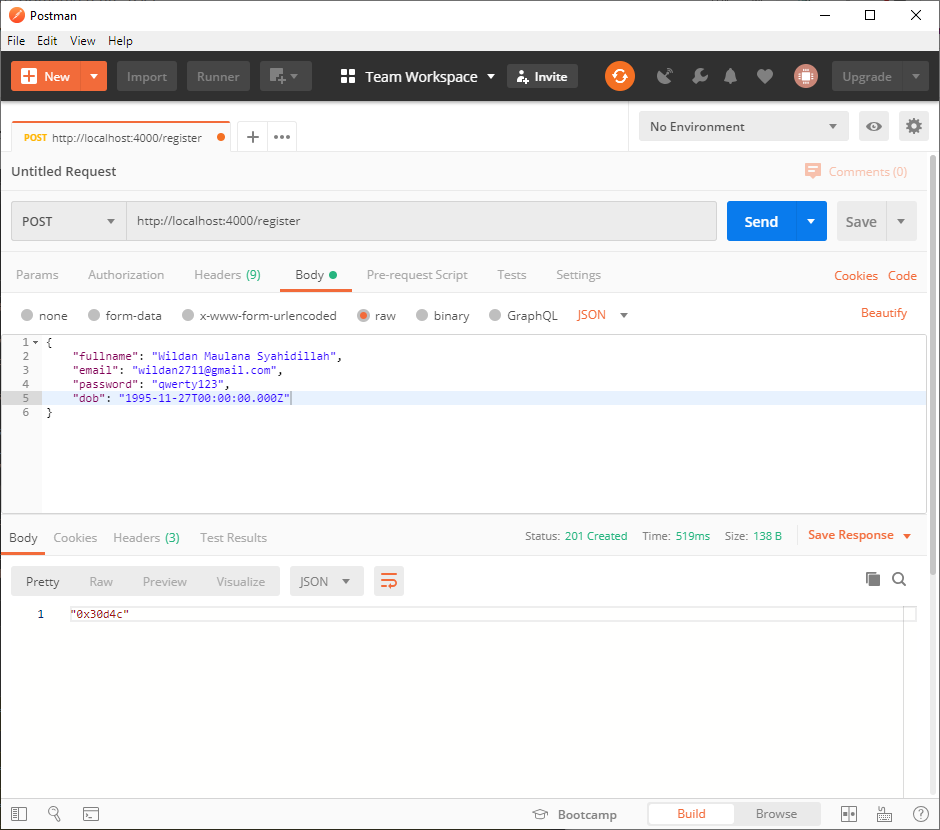 Postman
File Edit View Help
New Import Runner Team Workspace Invite Upgrade
POST http://localhost:4000/register No Environment
Untitled Request Comments (0)
POST http://localhost:4000/register Send Save
Params Authorization Headers (9) Body Pre-request Script Tests Settings Cookies Code
none form-data x-www-form-urlencoded raw binary GraphQL JSON Beautify
1 {
2 "fullname": "Wildan Maulana Syahidillah",
3 "email": "wildan2711@gmail.com",
4 "password": "qwerty123",
5 "dob": "1995-11-27T00:00:00.000Z"
6 }
Body Cookies Headers (3) Test Results Status: 201 Created Time: 519ms Size: 138 B Save Response
Pretty Raw Preview Visualize JSON
1 "0x30d4c"
Bootcamp Build Browse